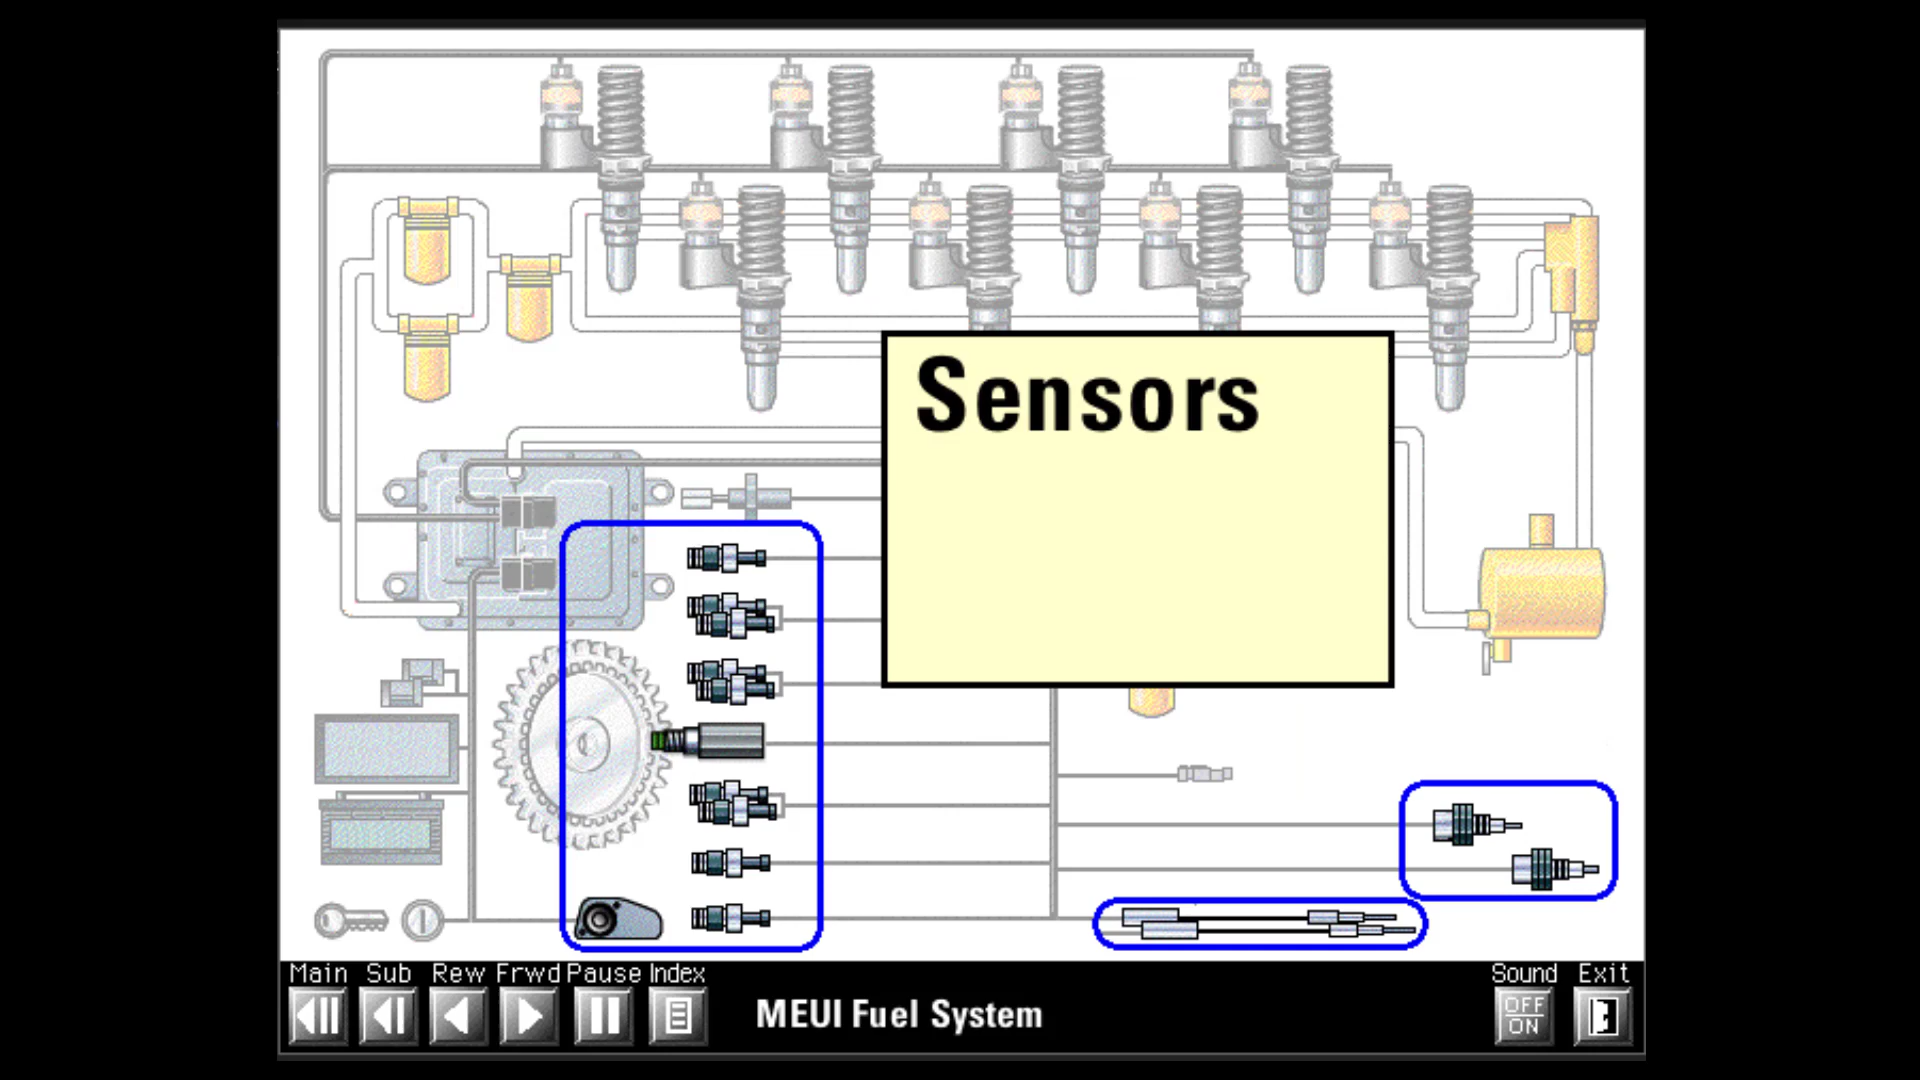 Sensors
Main Sub Rew Frwd Pause Index
MEUI Fuel System
Sound Exit
OFF
ON